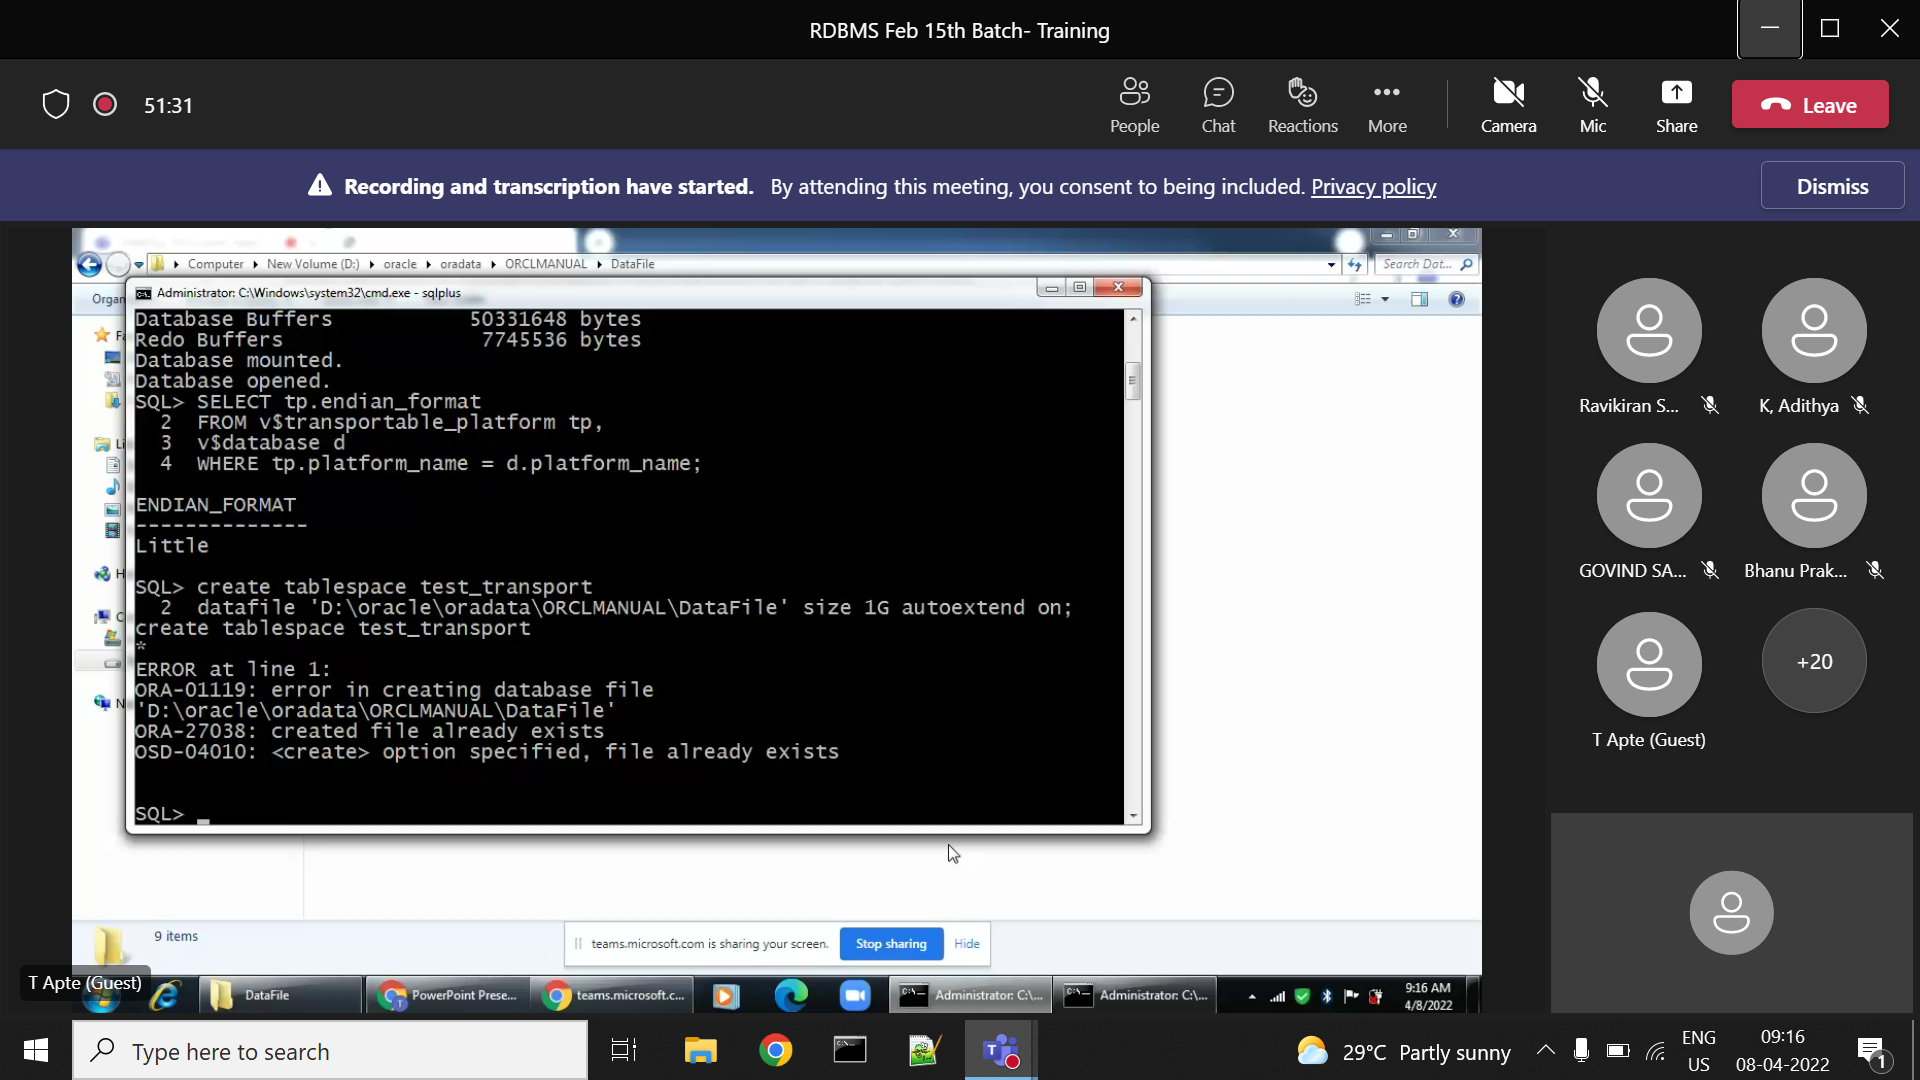 RDBMS Feb 15th Batch- Training
51:31
People
Chat
Reactions
More
Camera
Mic
Share
Leave
Recording and transcription have started. By attending this meeting, you consent to being included. Privacy policy
Dismiss
Computer New Volume (D:) oracle oradata ORCLMANUAL DataFile
Search Dat...
Organ
Administrator: C:\Windows\system32\cmd.exe - sqlplus
Database Buffers 50331648 bytes
Redo Buffers 7745536 bytes
Database mounted.
Database opened.
SQL> SELECT tp.endian_format
2 FROM v$transportable_platform tp,
3 v$database d
4 WHERE tp.platform_name = d.platform_name;
ENDIAN_FORMAT
--------------
Little
SQL> create tablespace test_transport
2 datafile 'D:\oracle\oradata\ORCLMANUAL\DataFile' size 1G autoextend on;
create tablespace test_transport
*
ERROR at line 1:
ORA-01119: error in creating database file
'D:\oracle\oradata\ORCLMANUAL\DataFile'
ORA-27038: created file already exists
OSD-04010: <create> option specified, file already exists
SQL> _
Ravikiran S...
K, Adithya
GOVIND SA...
Bhanu Prak...
T Apte (Guest)
+20
9 items
teams.microsoft.com is sharing your screen.
Stop sharing
Hide
T Apte (Guest)
DataFile
PowerPoint Prese...
teams.microsoft.c...
Administrator: C:\...
Administrator: C:\...
9:16 AM
4/8/2022
Type here to search
29°C Partly sunny
ENG
US
09:16
08-04-2022
1